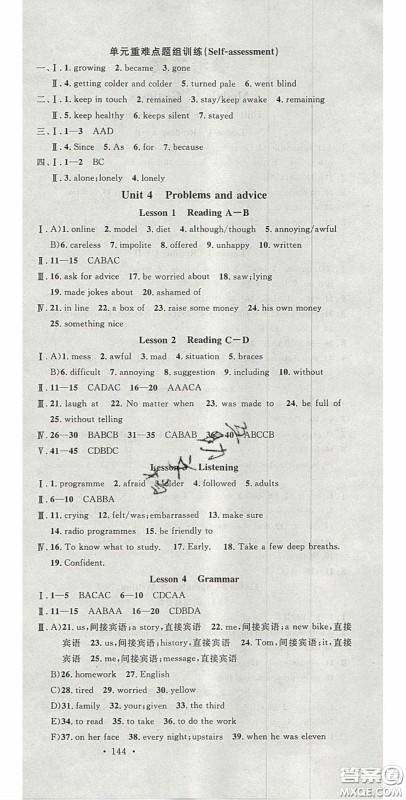 单元重难点题组训练(Self-assessment)
一、Ⅰ. 1. growing 2. became 3. gone
Ⅱ. 4. getting colder and colder 5. turned pale 6. went blind
二、Ⅰ. 1. keep in touch 2. remained 3. stay/keep awake 4. remaining
Ⅱ. 5. keep healthy 6. keeps silent 7. stayed
三、Ⅰ. 1—3 AAD
Ⅱ. 4. Since 5. As 6. for 7. because
四、Ⅰ. 1—2 BC
Ⅱ. 3. alone; lonely 4. lonely
Unit 4 Problems and advice
Lesson 1 Reading A—B
Ⅰ. A)1. online 2. model 3. diet 4. although/though 5. annoying/awful
B)6. careless 7. impolite 8. offered 9. unhappy 10. written
Ⅱ. 11—15 CABAC
Ⅲ. 16. ask for advice 17. be worried about 18. saw; lying
19. made jokes about 20. ashamed of
Ⅳ. 21. in line 22. a box of 23. raise some money 24. his own money
25. something nice
Lesson 2 Reading C—D
Ⅰ. A)1. mess 2. awful 3. mad 4. situation 5. braces
B)6. difficult 7. annoying 8. suggestion 9. including 10. without
Ⅱ. 11—15 CADAC 16—20 AAACA
Ⅲ. 21. laugh at 22. No matter when 23. was made to 24. be full of
25. without telling
Ⅳ. 26—30 BABCB 31—35 CABAB 36—40 ABCCB
Ⅴ. 41—45 CDBDC
Lesson 3 Listening
Ⅰ. 1. programme 2. afraid 3. elder 4. followed 5. adults
Ⅱ. 6—10 CABBA
Ⅲ. 11. crying 12. felt; was; embarrassed 13. make sure
14. radio programmes 15. be friendly to
Ⅳ. 16. To seek out advice. 17. Early. 18. Take a few deep breaths.
19. Confident.
Lesson 4 Grammar
Ⅰ. 1—5 BACAC 6—10 CDCAA
Ⅱ. 11—15 AABAA 16—20 CDBDA
Ⅲ. A)21. us,间接宾语;a story,直接宾语 22. me,间接宾语;a new bike,直接
宾语 23. us,间接宾语;history,直接宾语 24. Tom,间接宾语;it,直接
宾语 25. me,间接宾语;message,直接宾语
B)26. homework 27. English
C)28. tired 29. worried 30. yellow
D)31. family 32. your 33. given
E)34. to read 35. to take 36. to work
F)37. on fear 38. every night; upstairs 39. when he was eleven
· 144 ·
答案圈
MXQE.COM